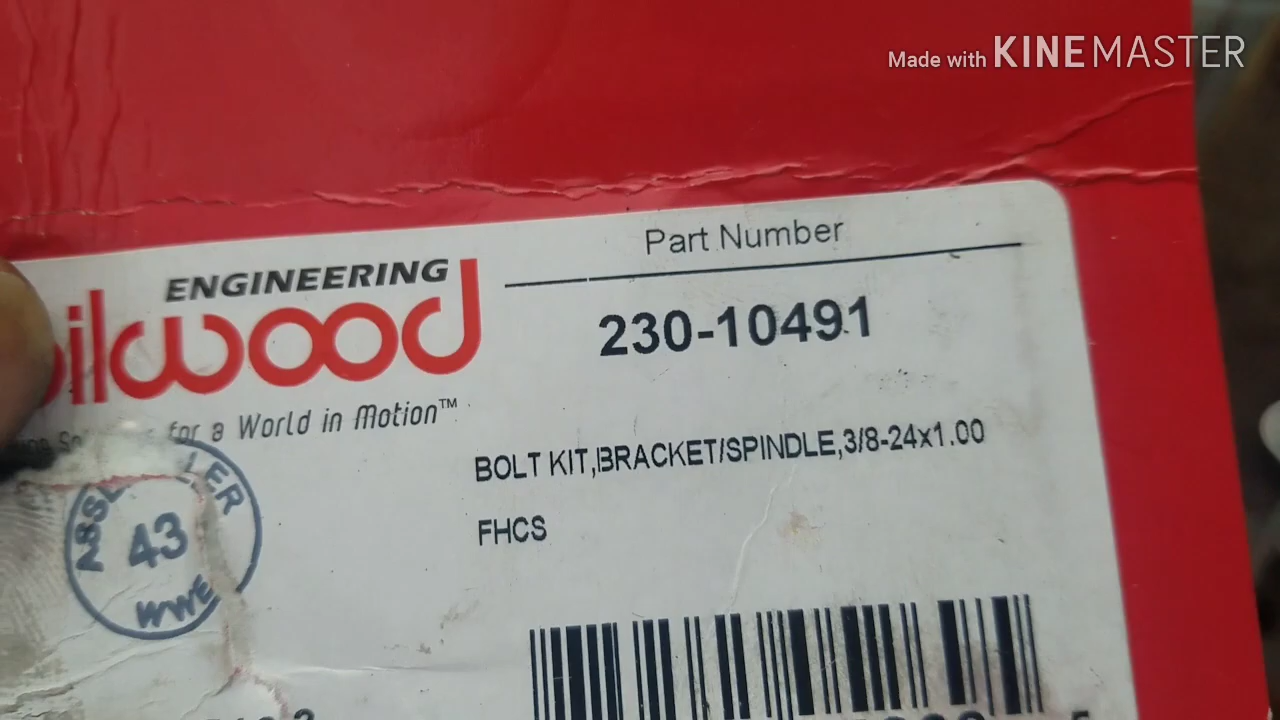 Made with KINEMASTER
Part Number
ENGINEERING
ilwood
for a World in Motion™
230-10491
BOLT KIT,BRACKET/SPINDLE,3/8-24x1.00
FHCS
43
WWE